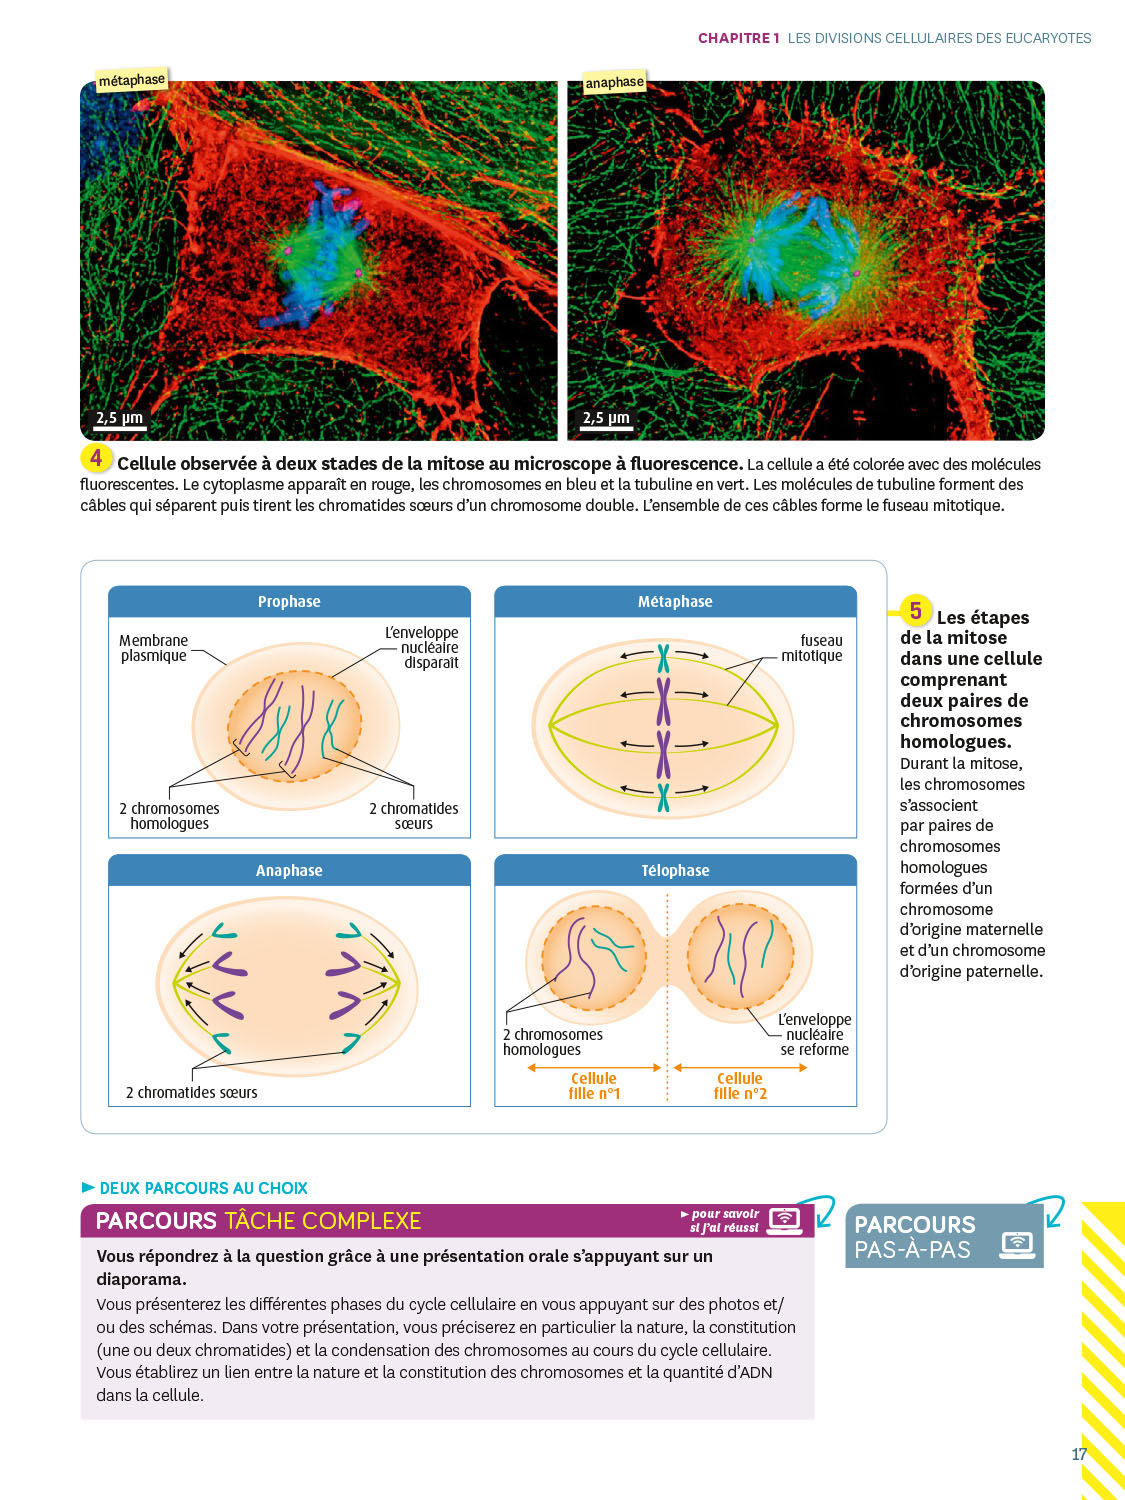 CHAPITRE 1 LES DIVISIONS CELLULAIRES DES EUCARYOTES
métaphase
anaphase
2,5 µm
2,5 µm
4 Cellule observée à deux stades de la mitose au microscope à fluorescence. La cellule a été colorée avec des molécules
fluorescentes. Le cytoplasme apparaît en rouge, les chromosomes en bleu et la tubuline en vert. Les molécules de tubuline forment des
câbles qui séparent puis tirent les chromatides sœurs d'un chromosome double. L'ensemble de ces câbles forme le fuseau mitotique.
Prophase
Membrane
plasmique
L'enveloppe
nucléaire
disparaît
2 chromosomes
homologues
2 chromatides
sœurs
Métaphase
fuseau
mitotique
Anaphase
2 chromatides sœurs
Télophase
2 chromosomes
homologues
L'enveloppe
nucléaire
se reforme
Cellule
fille n°1
Cellule
fille n°2
5 Les étapes
de la mitose
dans une cellule
comprenant
deux paires de
chromosomes
homologues.
Durant la mitose,
les chromosomes
s'associent
par paires de
chromosomes
homologues
formées d'un
chromosome
d'origine maternelle
et d'un chromosome
d'origine paternelle.
► DEUX PARCOURS AU CHOIX
PARCOURS TÂCHE COMPLEXE
► pour savoir
si j'ai réussi
Vous répondrez à la question grâce à une présentation orale s'appuyant sur un
diaporama.
Vous présenterez les différentes phases du cycle cellulaire en vous appuyant sur des photos et/
ou des schémas. Dans votre présentation, vous préciserez en particulier la nature, la constitution
(une ou deux chromatides) et la condensation des chromosomes au cours du cycle cellulaire.
Vous établirez un lien entre la nature et la constitution des chromosomes et la quantité d'ADN
dans la cellule.
PARCOURS
PAS-À-PAS
17